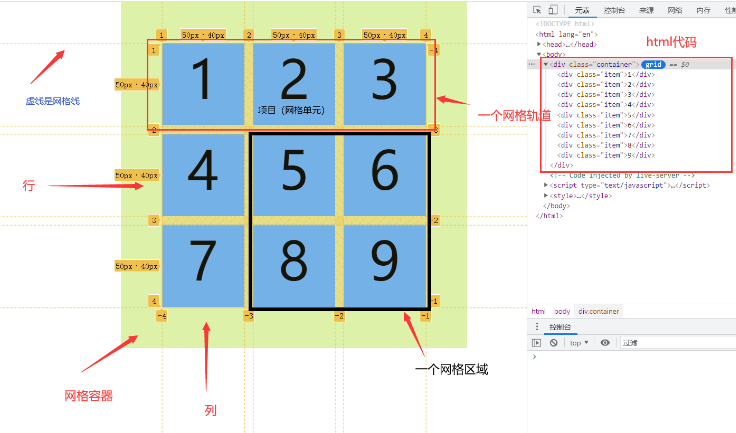 1 50px·40px 2 50px·40px 3 50px·40px 4
1 -4
1 2 3
50px·40px
项目（网格单元）
虚线是网格线
一个网格轨道
2
4 5 6
50px·40px
行
3 -2
7 8 9
50px·40px
4 -1
-4 -3 -2 -1
网格容器
列
一个网格区域
元素 控制台 来源 网络 内存
<!DOCTYPE html>
<html lang="en">
<head>…</head>
html代码
<body>
<div class="container"> grid == $0
<div class="item">1</div>
<div class="item">2</div>
<div class="item">3</div>
<div class="item">4</div>
<div class="item">5</div>
<div class="item">6</div>
<div class="item">7</div>
<div class="item">8</div>
<div class="item">9</div>
</div>
<!-- Code injected by live-server -->
<script type="text/javascript">…</script>
<style>…</style>
</body>
</html>
html body div.container
控制台
top 过滤